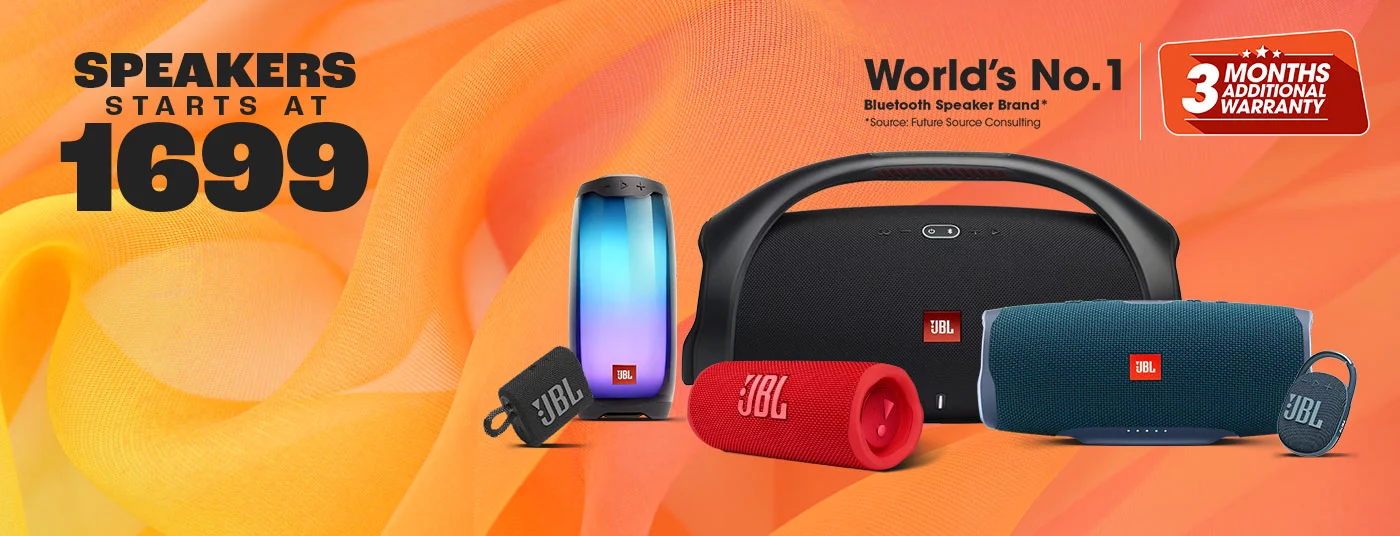 SPEAKERS
STARTS AT
1699
World's No.1
Bluetooth Speaker Brand*
*Source: Future Source Consulting
3 MONTHS
ADDITIONAL
WARRANTY
JBL
JBL
JBL
JBL
JBL
JBL